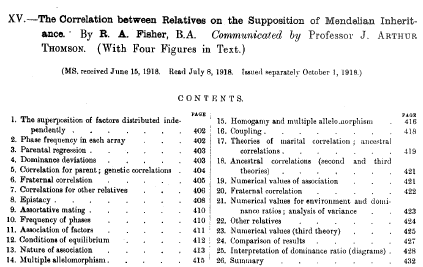 XV.—The Correlation between Relatives on the Supposition of Mendelian Inherit-
ance. By R. A. Fisher, B.A. Communicated by Professor J. ARTHUR
THOMSON. (With Four Figures in Text.)
(MS. received June 15, 1918. Read July 8, 1918. Issued separately October 1, 1918.)
CONTENTS.
PAGE
1. The superposition of factors distributed inde-
pendently . . . . . 402
2. Phase frequency in each array . . . 402
3. Parental regression . . . . 403
4. Dominance deviations . . . . 403
5. Correlation for parent; genetic correlations . 404
6. Fraternal correlation . . . . 405
7. Correlations for other relatives . . . 406
8. Epistacy . . . . . 408
9. Assortative mating . . . . . 410
10. Frequency of phases . . . . 410
11. Association of factors . . . . 411
12. Conditions of equilibrium . . . . 412
13. Nature of association . . . . 413
14. Multiple allelomorphism . . . . 415
PAGE
15. Homogamy and multiple allelomorphism . 416
16. Coupling . . . . . 418
17. Theories of marital correlation; ancestral
correlations . . . . . 419
18. Ancestral correlations (second and third
theories) . . . . . 421
19. Numerical values of association . . . 421
20. Fraternal correlation . . . . 422
21. Numerical values for environment and domi-
nance ratios; analysis of variance . . 423
22. Other relatives . . . . . 424
23. Numerical values (third theory) . . . 425
24. Comparison of results . . . . 427
25. Interpretation of dominance ratio (diagrams) . 428
26. Summary . . . . . 432